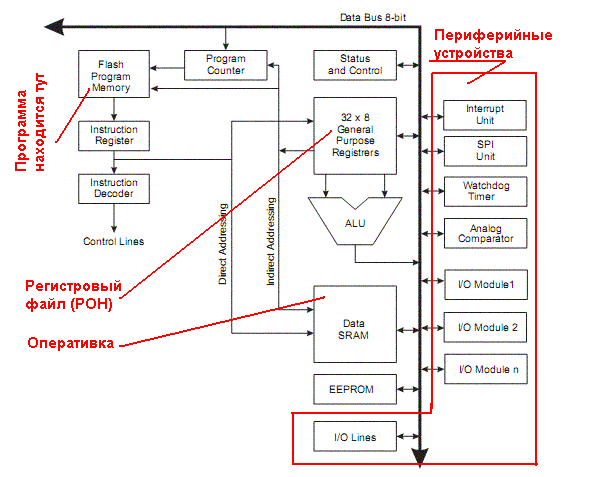 Data Bus 8-bit
Периферийные
устройства
Программа
находится тут
Flash
Program
Memory
Program
Counter
Status
and Control
Interrupt
Unit
32 x 8
General
Purpose
Registrers
Instruction
Register
SPI
Unit
Instruction
Decoder
Watchdog
Timer
ALU
Analog
Comparator
Control Lines
Direct Addressing
Indirect Addressing
Регистровый
файл (РОН)
I/O Module1
Оперативка
Data
SRAM
I/O Module 2
I/O Module n
EEPROM
I/O Lines